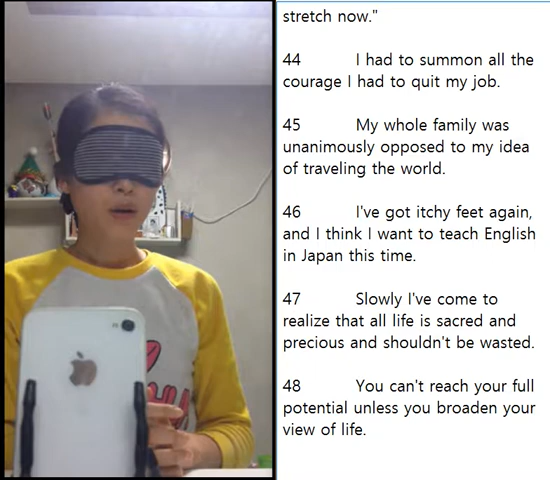 stretch now."
44 I had to summon all the
courage I had to quit my job.
45 My whole family was
unanimously opposed to my idea
of traveling the world.
46 I've got itchy feet again,
and I think I want to teach English
in Japan this time.
47 Slowly I've come to
realize that all life is sacred and
precious and shouldn't be wasted.
48 You can't reach your full
potential unless you broaden your
view of life.